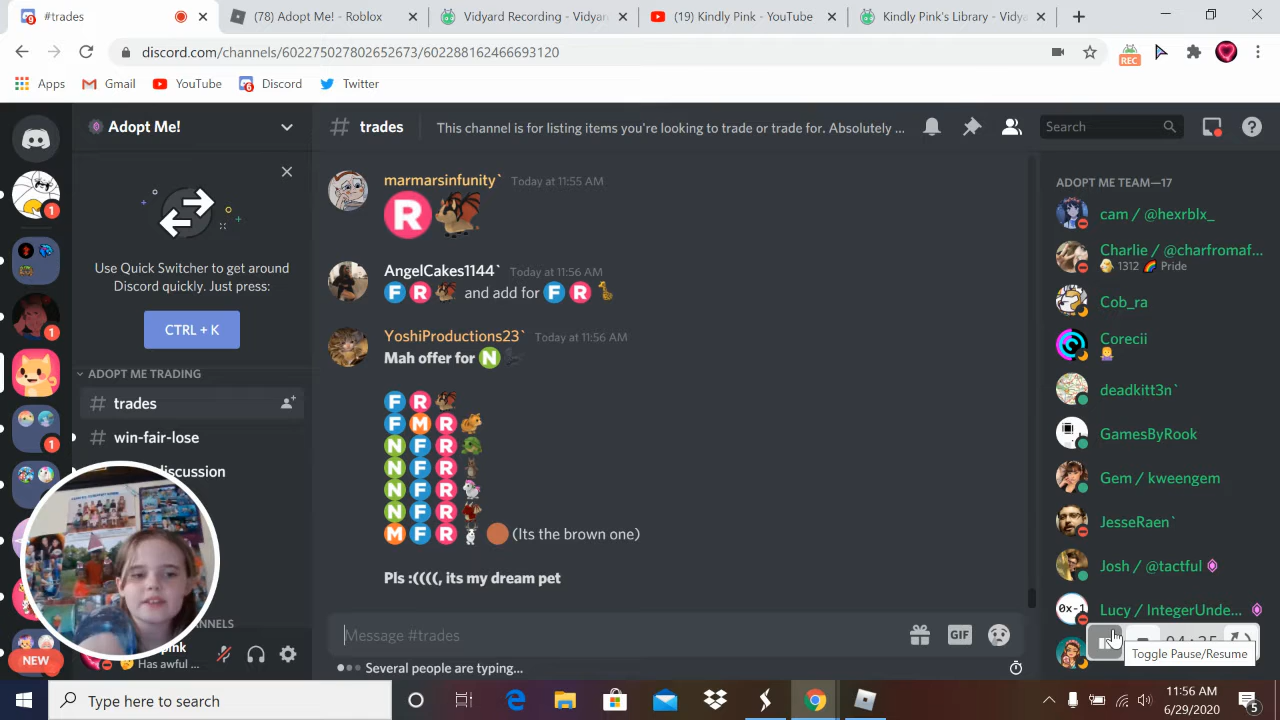 #trades
(78) Adopt Me! - Roblox
Vidyard Recording - Vidyar
(19) Kindly Pink - YouTube
Kindly Pink's Library - Vidya
discord.com/channels/602275027802652673/602288162466693120
REC
Apps
Gmail
YouTube
Discord
Twitter
Adopt Me!
# trades
This channel is for listing items you're looking to trade or trade for. Absolutely ...
Search
Use Quick Switcher to get around
Discord quickly. Just press:
CTRL + K
ADOPT ME TRADING
# trades
# win-fair-lose
discussion
NEW
pink
Has awful ...
marmarsinfunity` Today at 11:55 AM
R
AngelCakes1144` Today at 11:56 AM
F R and add for F R
YoshiProductions23` Today at 11:56 AM
Mah offer for N
F R
F M R
N F R
N F R
N F R
N F R
M F R (Its the brown one)
Pls :((((, its my dream pet
Message #trades
GIF
Several people are typing...
ADOPT ME TEAM—17
cam / @hexrblx_
Charlie / @charfromaf...
1312 Pride
Cob_ra
Corecii
deadkitt3n`
GamesByRook
Gem / kweengem
JesseRaen`
Josh / @tactful
0x-1
Lucy / IntegerUnde...
Toggle Pause/Resume
Type here to search
11:56 AM
6/29/2020
5